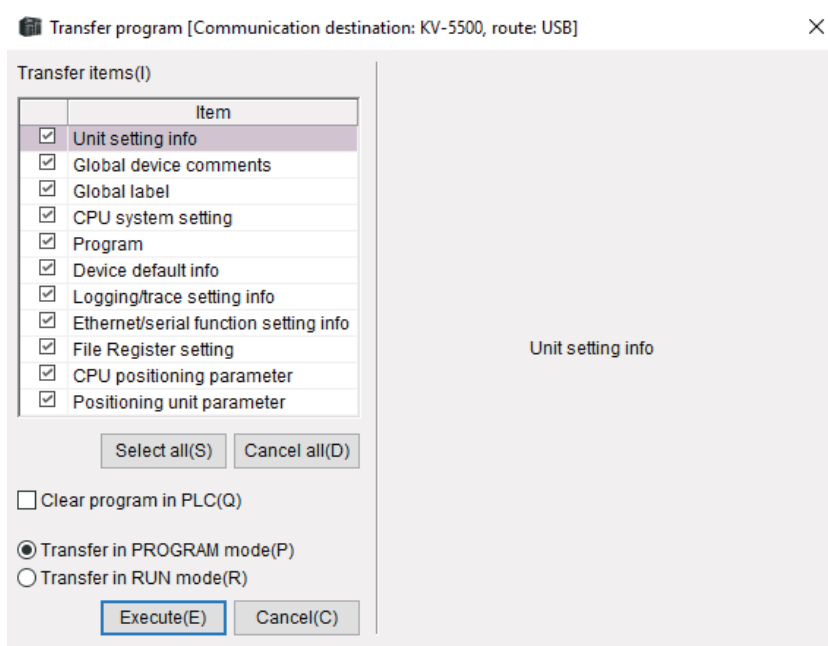 Transfer program [Communication destination: KV-5500, route: USB]
Transfer items(I)
Item
Unit setting info
Global device comments
Global label
CPU system setting
Program
Device default info
Logging/trace setting info
Ethernet/serial function setting info
File Register setting
CPU positioning parameter
Positioning unit parameter
Select all(S) Cancel all(D)
Clear program in PLC(Q)
Transfer in PROGRAM mode(P)
Transfer in RUN mode(R)
Execute(E) Cancel(C)
Unit setting info